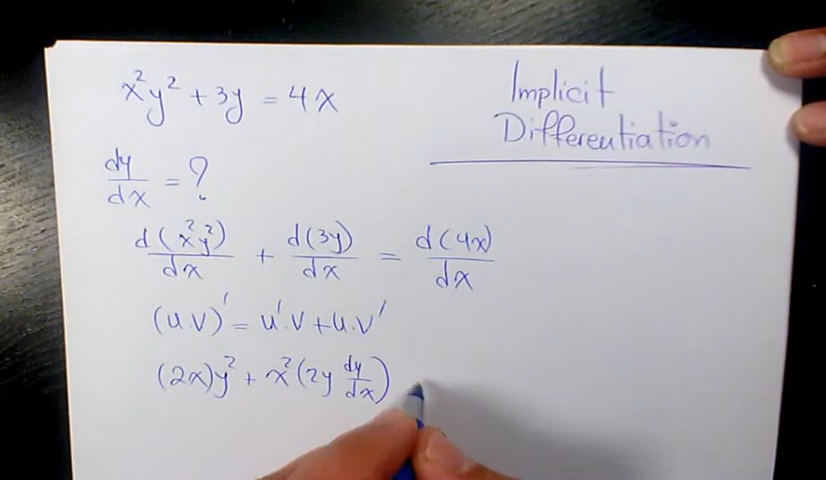 x²y² + 3y = 4x
Implicit
Differentiation
dy/dx = ?
d(x²y²)/dx + d(3y)/dx = d(4x)/dx
(u.v)' = u'.v + u.v'
(2x)y² + x²(2y dy/dx)